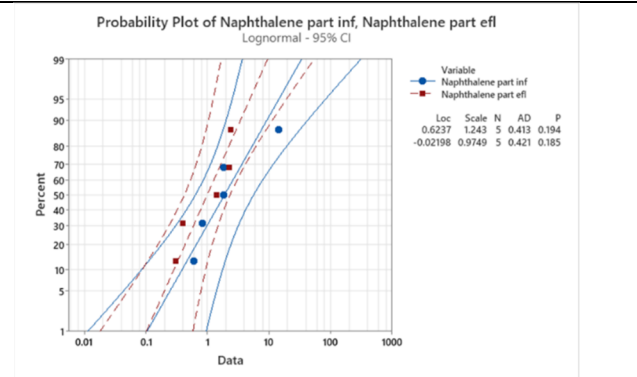 Probability Plot of Naphthalene part inf, Naphthalene part efl
Lognormal - 95% CI
99
95
90
80
70
60
50
40
30
20
10
5
1
Percent
0.01 0.1 1 10 100 1000
Data
Variable
Naphthalene part inf
Naphthalene part efl
Loc Scale N AD P
0.6237 1.243 5 0.413 0.194
-0.02198 0.9749 5 0.421 0.185